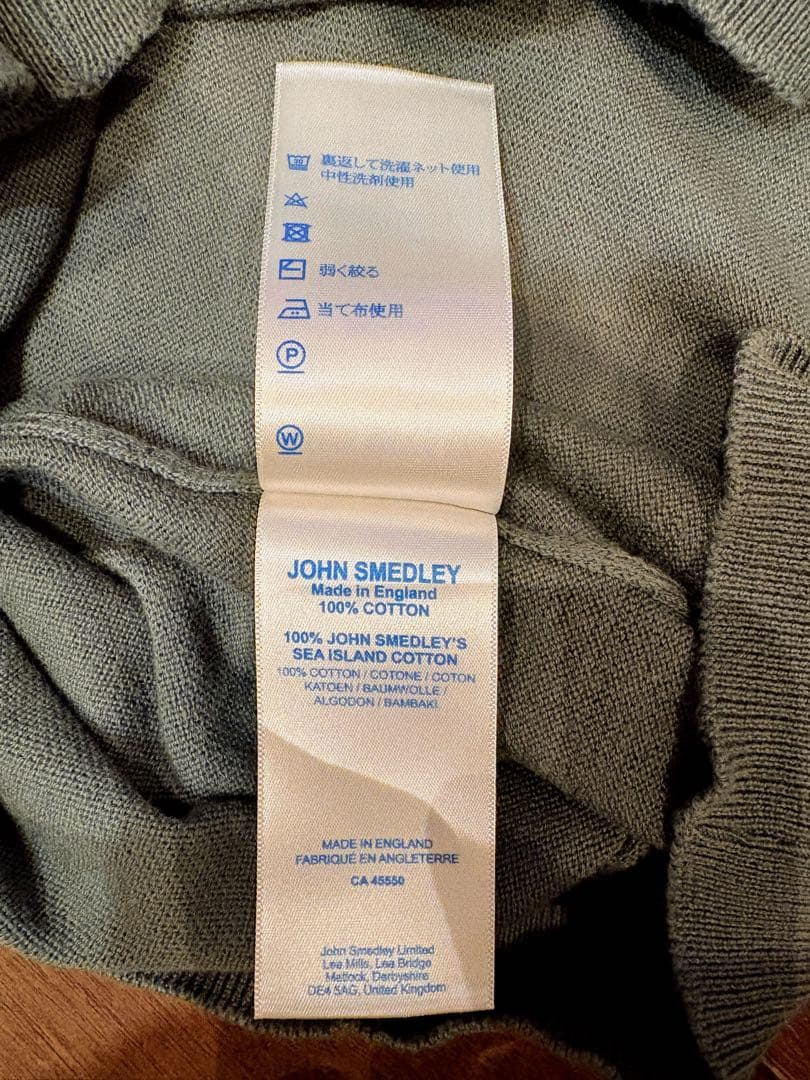 30 裏返して洗濯ネット使用
中性洗剤使用
弱く絞る
当て布使用
P
W
JOHN SMEDLEY
Made in England
100% COTTON
100% JOHN SMEDLEY'S
SEA ISLAND COTTON
100% COTTON / COTONE / COTON
KATOEN / BAUMWOLLE /
ALGODON / BAMBAKI
MADE IN ENGLAND
FABRIQUÉ EN ANGLETERRE
CA 45550
John Smedley Limited
Lea Mills, Lea Bridge
Matlock, Derbyshire
DE4 5AG, United Kingdom